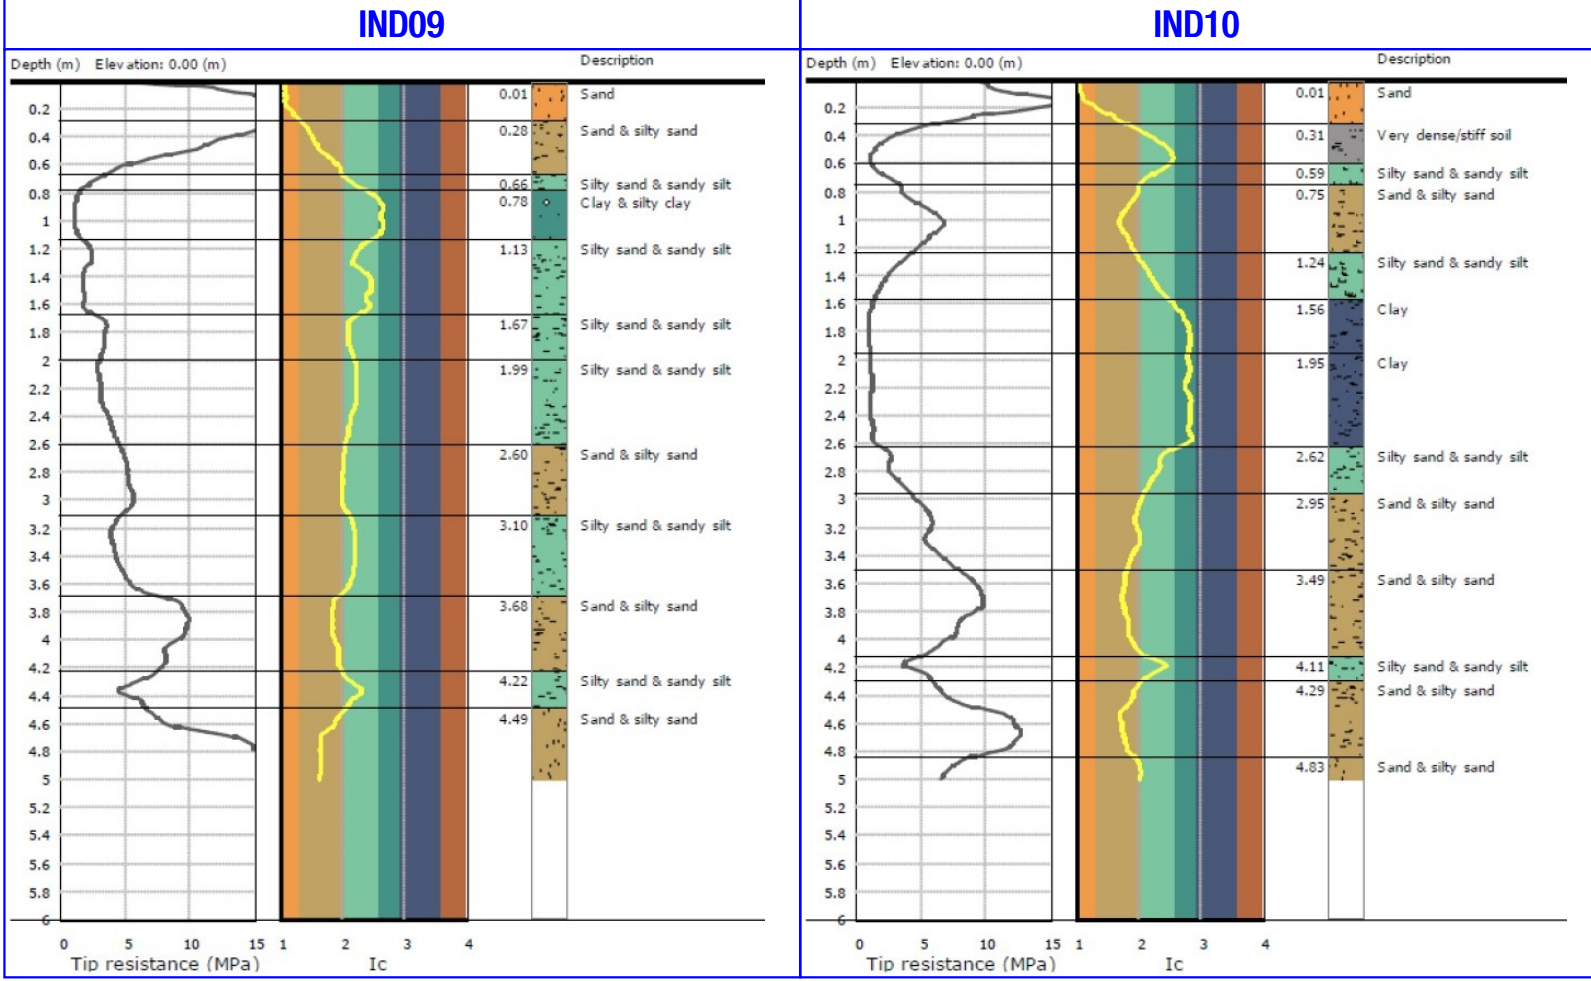 IND09
Depth (m) Elevation: 0.00 (m)
Description
0.01 Sand
0.2
0.28 Sand & silty sand
0.4
0.6
0.66 Silty sand & sandy silt
0.78 Clay & silty clay
0.8
1
1.13 Silty sand & sandy silt
1.2
1.4
1.6
1.67 Silty sand & sandy silt
1.8
2
1.99 Silty sand & sandy silt
2.2
2.4
2.6
2.60 Sand & silty sand
2.8
3
3.10 Silty sand & sandy silt
3.2
3.4
3.6
3.68 Sand & silty sand
3.8
4
4.2
4.22 Silty sand & sandy silt
4.4
4.49 Sand & silty sand
4.6
4.8
5
5.2
5.4
5.6
5.8
6
0 5 10 15 1 2 3 4
Tip resistance (MPa) Ic
IND10
Depth (m) Elevation: 0.00 (m)
Description
0.01 Sand
0.2
0.31 Very dense/stiff soil
0.4
0.6
0.59 Silty sand & sandy silt
0.75 Sand & silty sand
0.8
1
1.2
1.24 Silty sand & sandy silt
1.4
1.6
1.56 Clay
1.8
2
1.95 Clay
2.2
2.4
2.6
2.62 Silty sand & sandy silt
2.8
3
2.95 Sand & silty sand
3.2
3.4
3.6
3.49 Sand & silty sand
3.8
4
4.2
4.11 Silty sand & sandy silt
4.29 Sand & silty sand
4.4
4.6
4.8
4.83 Sand & silty sand
5
5.2
5.4
5.6
5.8
6
0 5 10 15 1 2 3 4
Tip resistance (MPa) Ic